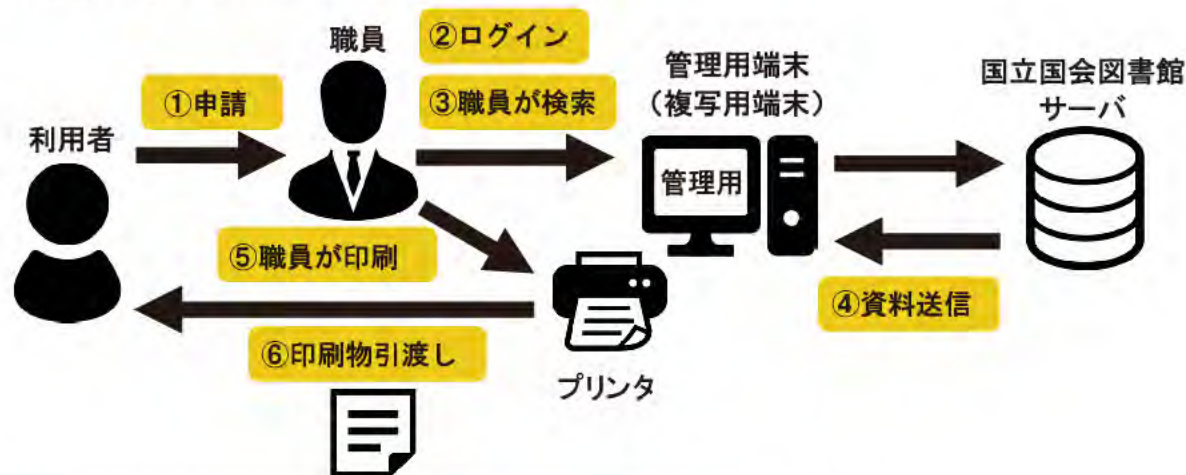 利用者
①申請
職員
②ログイン
③職員が検索
管理用端末
(複写用端末)
管理用
国立国会図書館
サーバ
④資料送信
⑤職員が印刷
プリンタ
⑥印刷物引渡し